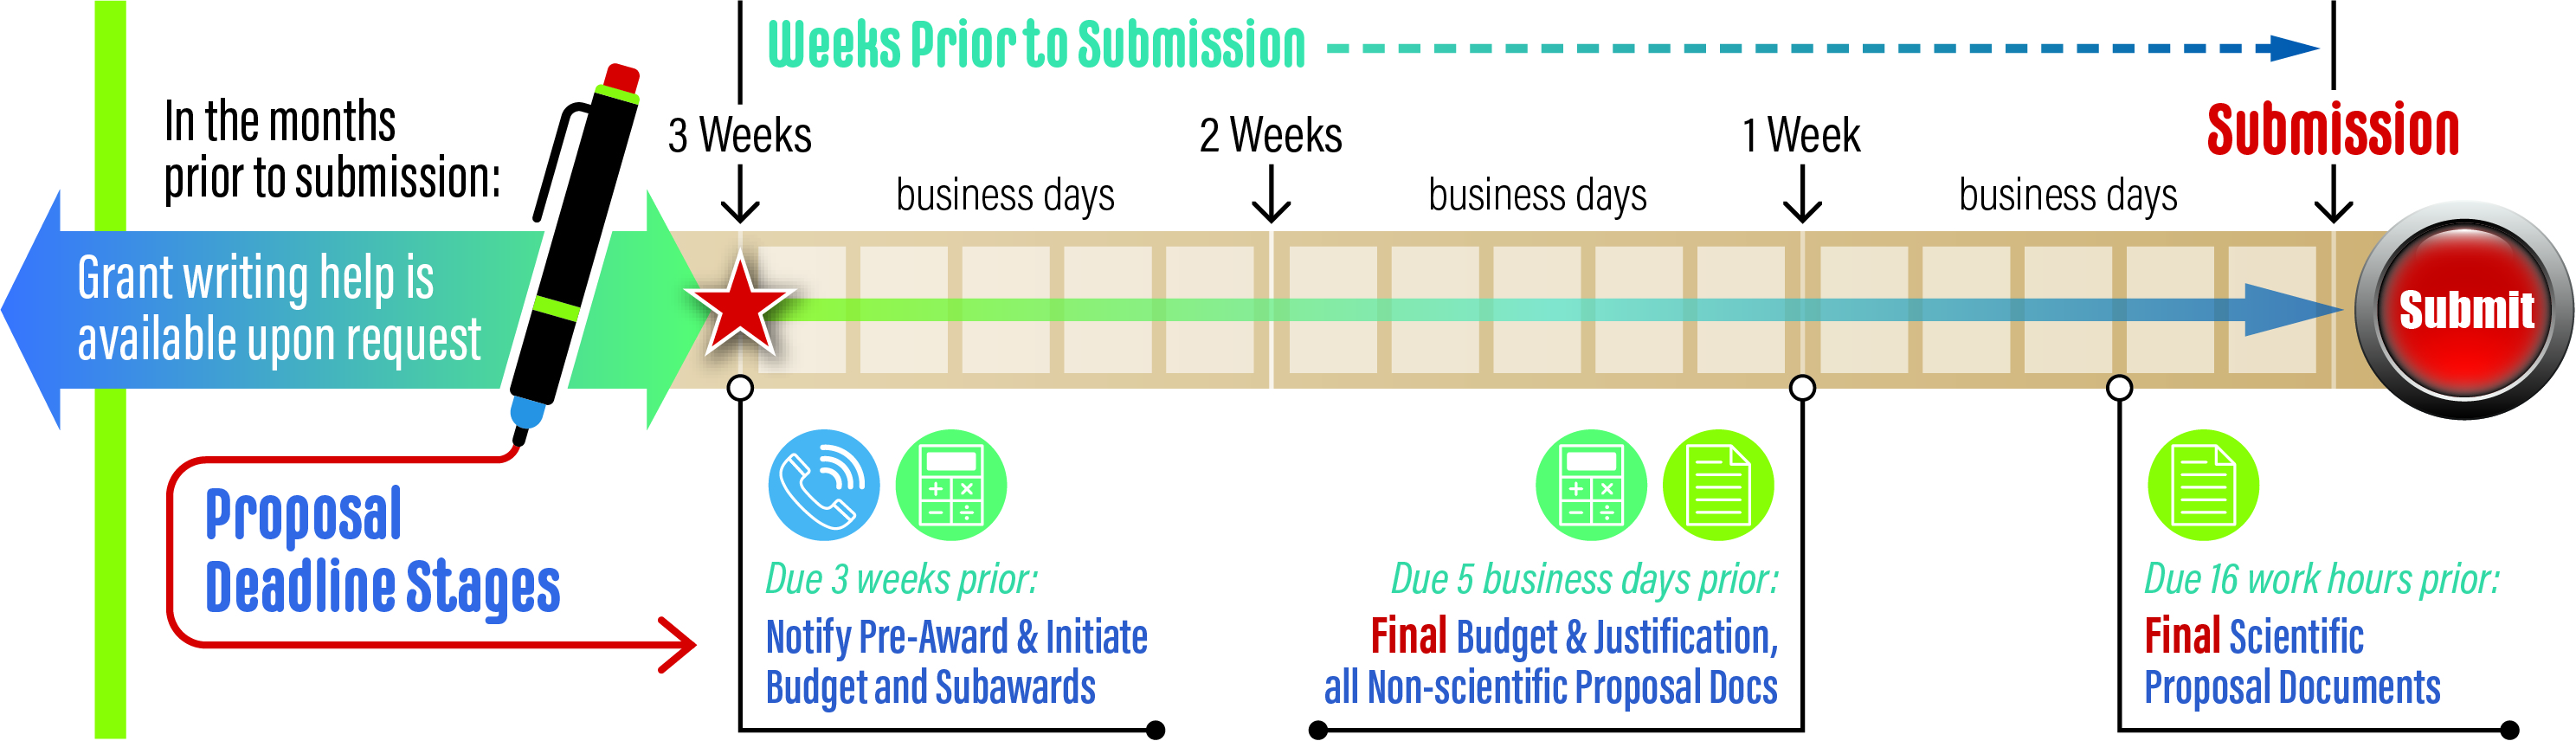 Weeks Prior to Submission
In the months
prior to submission:
3 Weeks
2 Weeks
1 Week
Submission
business days
business days
business days
Grant writing help is
available upon request
Submit
Proposal
Deadline Stages
Due 3 weeks prior:
Notify Pre-Award & Initiate
Budget and Subawards
Due 5 business days prior:
Final Budget & Justification,
all Non-scientific Proposal Docs
Due 16 work hours prior:
Final Scientific
Proposal Documents